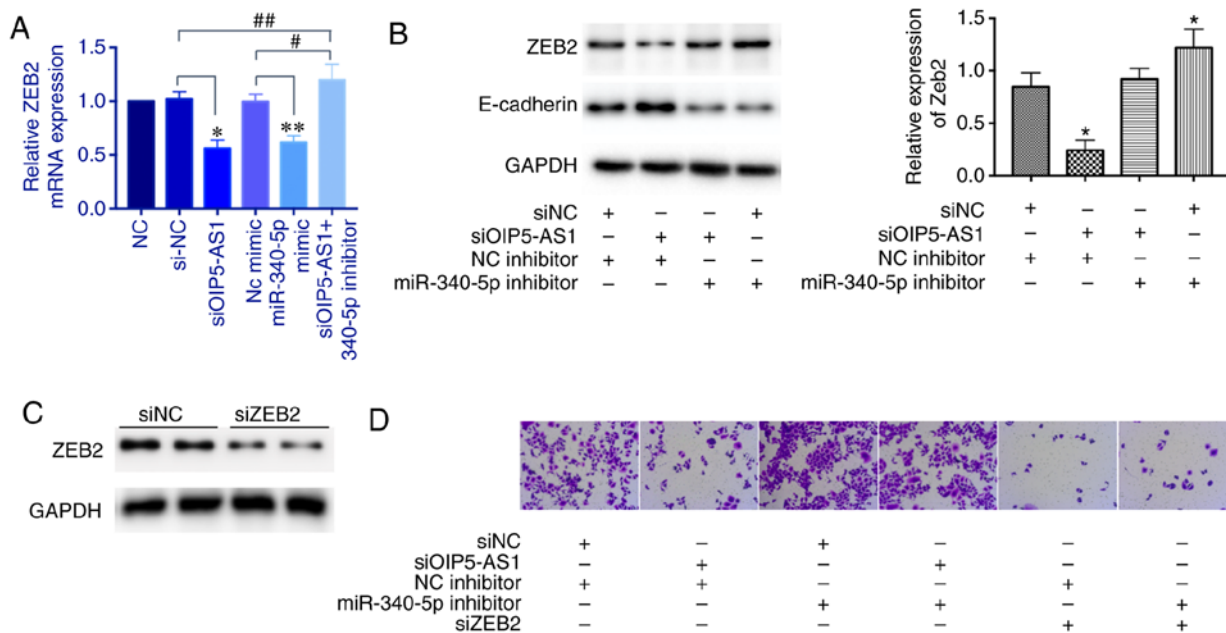 A
Relative ZEB2
mRNA expression
1.5
1.0
0.5
0.0
##
#
*
**
NC
si-NC
siOIP5-AS1
Nc mimic
miR-340-5p
mimic
siOIP5-AS1+
340-5p inhibitor
B
ZEB2
E-cadherin
GAPDH
siNC + − − +
siOIP5-AS1 − + + −
NC inhibitor + + − −
miR-340-5p inhibitor − − + +
Relative expression
of Zeb2
1.5
1.0
0.5
0.0
*
*
siNC + − − +
siOIP5-AS1 − + + −
NC inhibitor + + − −
miR-340-5p inhibitor − − + +
C
siNC siZEB2
ZEB2
GAPDH
D
siNC + − + − − −
siOIP5-AS1 − + − + − −
NC inhibitor + + − − + −
miR-340-5p inhibitor − − + + − +
siZEB2 − − − − + +